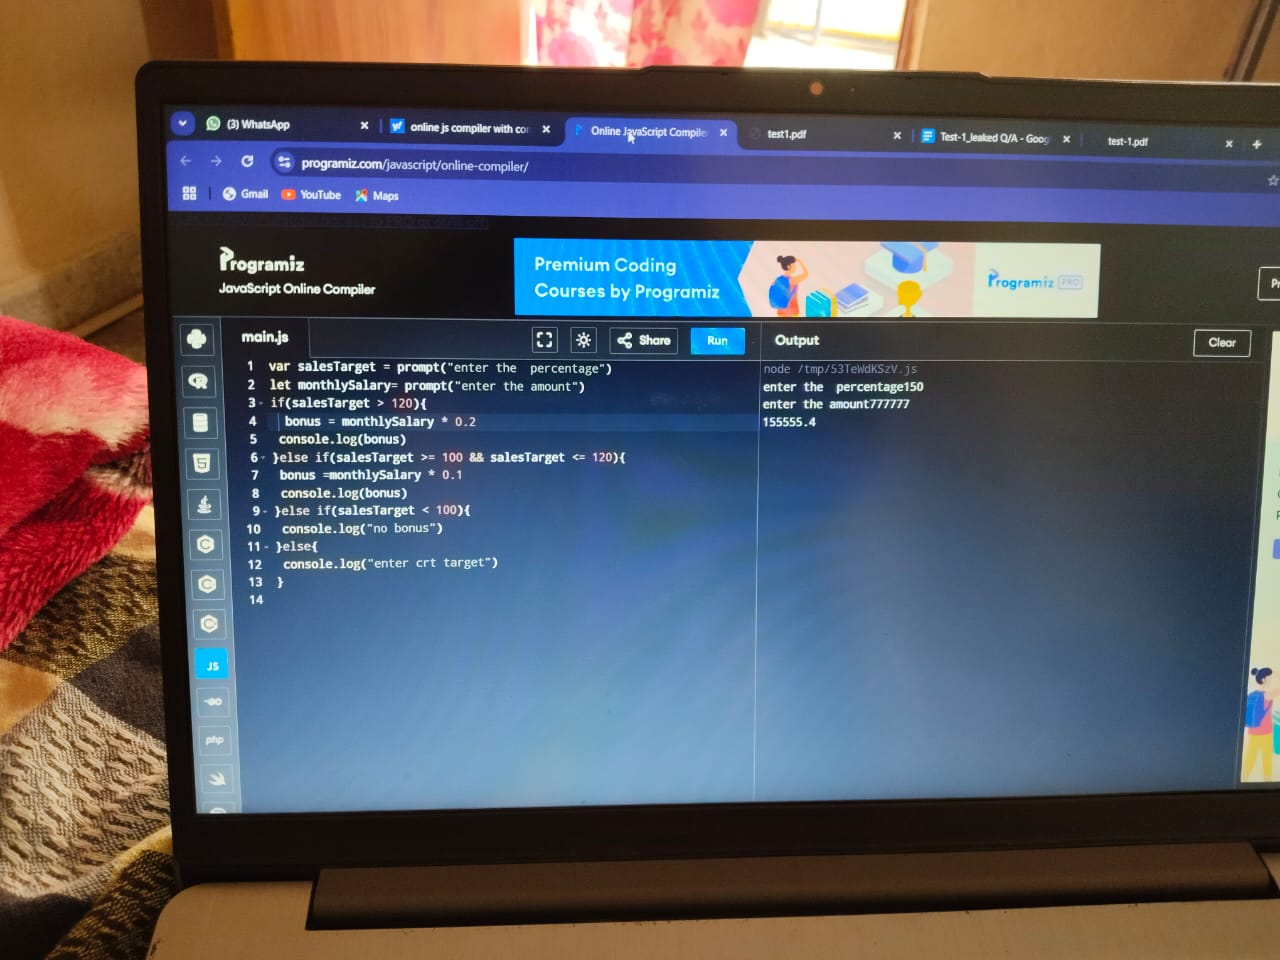 (3) WhatsApp
online js compiler with co
Online JavaScript Compile
test1.pdf
Test-1_leaked Q/A - Goog
test-1.pdf
programiz.com/javascript/online-compiler/
Gmail
YouTube
Maps
Programiz
JavaScript Online Compiler
Premium Coding
Courses by Programiz
Programiz PRO
Pr
main.js
Share
Run
Output
Clear
1 var salesTarget = prompt("enter the  percentage")
2 let monthlySalary= prompt("enter the amount")
3 if(salesTarget > 120){
4 bonus = monthlySalary * 0.2
5 console.log(bonus)
6 }else if(salesTarget >= 100 && salesTarget <= 120){
7 bonus =monthlySalary * 0.1
8 console.log(bonus)
9 }else if(salesTarget < 100){
10 console.log("no bonus")
11 }else{
12 console.log("enter crt target")
13 }
14
node /tmp/53TeWdKSzV.js
enter the  percentage150
enter the amount777777
155555.4
JS
php